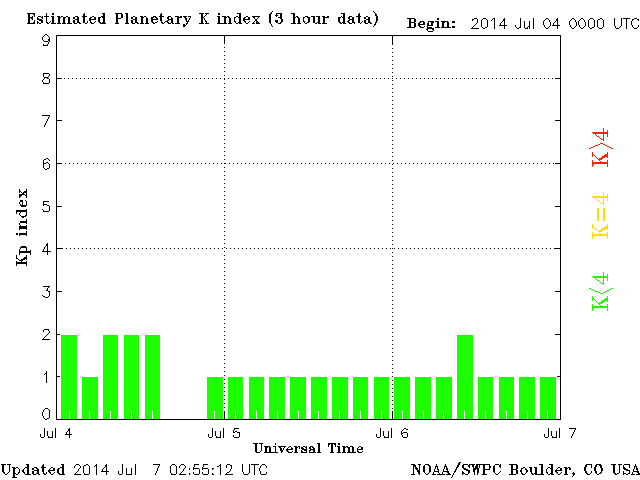 Estimated Planetary K index (3 hour data) Begin: 2014 Jul 04 0000 UTC
9
8
7
6
5
4
3
2
1
0
Kp index
K>4
K=4
K<4
Jul 4 Jul 5 Jul 6 Jul 7
Universal Time
Updated 2014 Jul 7 02:55:12 UTC NOAA/SWPC Boulder, CO USA